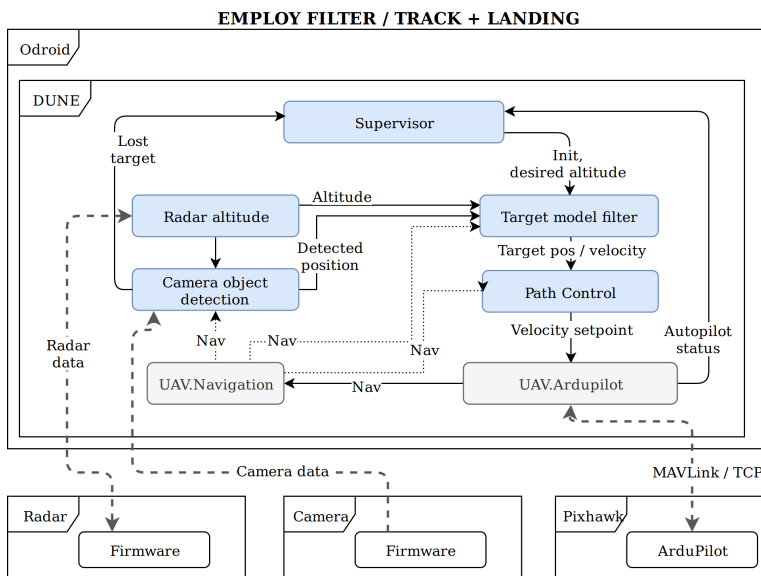 EMPLOY FILTER / TRACK + LANDING
Odroid
DUNE
Supervisor
Lost
target
Init,
desired altitude
Radar altitude
Altitude
Target model filter
Detected
position
Target pos / velocity
Camera object
detection
Path Control
Radar
data
Nav
Nav
Nav
Velocity setpoint
Autopilot
status
UAV.Navigation
Nav
UAV.Ardupilot
Camera data
MAVLink / TCP
Radar
Firmware
Camera
Firmware
Pixhawk
ArduPilot